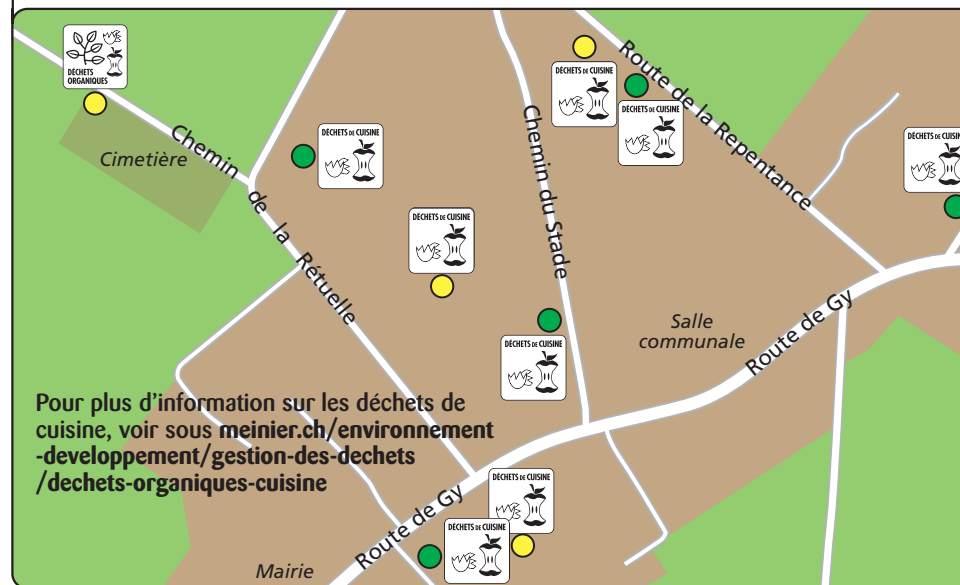 DÉCHETS
ORGANIQUES
Cimetière
Chemin de la Rétuelle
DÉCHETS DE CUISINE
DÉCHETS DE CUISINE
DÉCHETS DE CUISINE
DÉCHETS DE CUISINE
Route de la Repentance
DÉCHETS DE CUISINE
Chemin du Stade
DÉCHETS DE CUISINE
Salle
communale
Route de Gy
Pour plus d’information sur les déchets de
cuisine, voir sous meinier.ch/environnement
-developpement/gestion-des-dechets
/dechets-organiques-cuisine
Route de Gy
DÉCHETS DE CUISINE
DÉCHETS DE CUISINE
Mairie